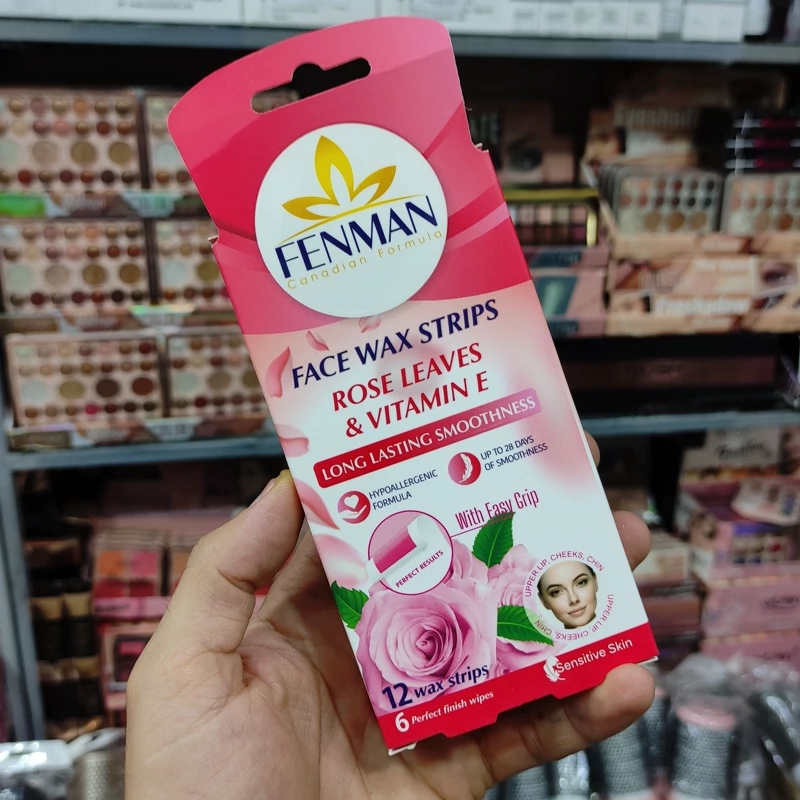 FENMAN
Canadian Formula
FACE WAX STRIPS
ROSE LEAVES
& VITAMIN E
LONG LASTING SMOOTHNESS
HYPOALLERGENIC
FORMULA
UP TO 28 DAYS
OF SMOOTHNESS
With Easy Grip
PERFECT RESULTS
UPPER LIP, CHEEKS, CHIN
UPPER LIP, CHEEKS, CHIN
12 wax strips
6 Perfect finish wipes
Sensitive Skin